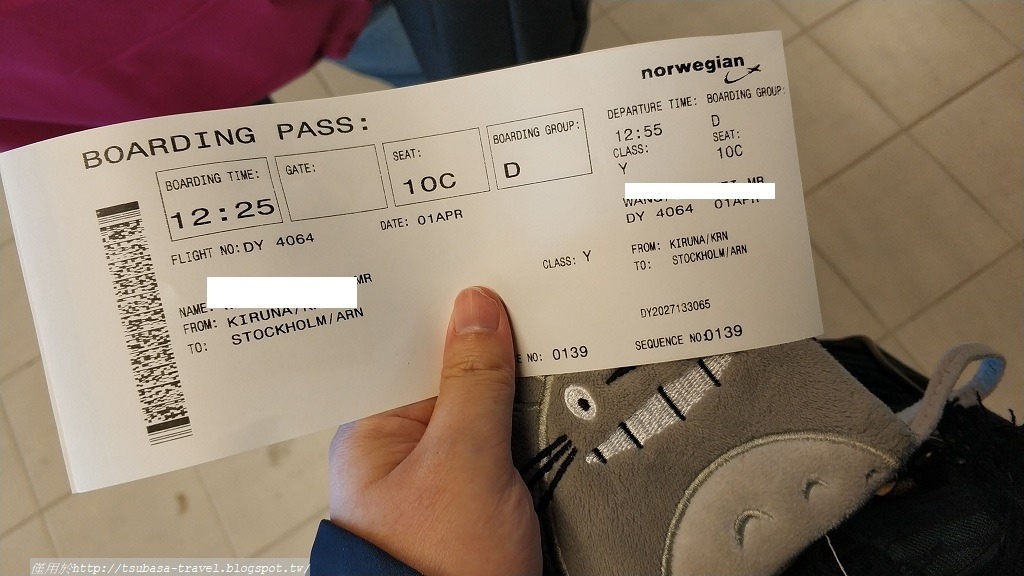 norwegian
BOARDING PASS:
BOARDING TIME:
12:25
GATE:
SEAT:
10C
BOARDING GROUP:
D
FLIGHT NO: DY 4064
DATE: 01APR
CLASS: Y
NAME: MR
FROM: KIRUNA/
TO: STOCKHOLM/ARN
NO: 0139
DEPARTURE TIME: BOARDING GROUP:
12:55 D
CLASS: SEAT:
Y 10C
MR
DY 4064 01APR
FROM: KIRUNA/KRN
TO: STOCKHOLM/ARN
DY2027133065
SEQUENCE NO: 0139
僅用於http://tsubasa-travel.blogspot.tw/